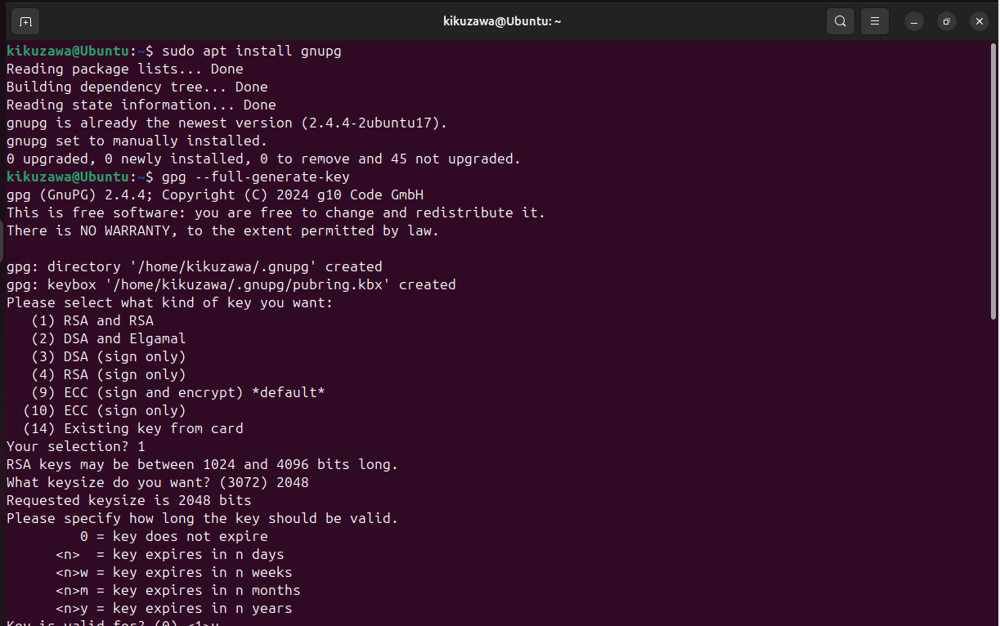 kikuzawa@Ubuntu: ~
kikuzawa@Ubuntu:~$ sudo apt install gnupg
Reading package lists... Done
Building dependency tree... Done
Reading state information... Done
gnupg is already the newest version (2.4.4-2ubuntu17).
gnupg set to manually installed.
0 upgraded, 0 newly installed, 0 to remove and 45 not upgraded.
kikuzawa@Ubuntu:~$ gpg --full-generate-key
gpg (GnuPG) 2.4.4; Copyright (C) 2024 g10 Code GmbH
This is free software: you are free to change and redistribute it.
There is NO WARRANTY, to the extent permitted by law.

gpg: directory '/home/kikuzawa/.gnupg' created
gpg: keybox '/home/kikuzawa/.gnupg/pubring.kbx' created
Please select what kind of key you want:
   (1) RSA and RSA
   (2) DSA and Elgamal
   (3) DSA (sign only)
   (4) RSA (sign only)
   (9) ECC (sign and encrypt) *default*
  (10) ECC (sign only)
  (14) Existing key from card
Your selection? 1
RSA keys may be between 1024 and 4096 bits long.
What keysize do you want? (3072) 2048
Requested keysize is 2048 bits
Please specify how long the key should be valid.
         0 = key does not expire
      <n>  = key expires in n days
      <n>w = key expires in n weeks
      <n>m = key expires in n months
      <n>y = key expires in n years
Key is valid for? (0) <1>y